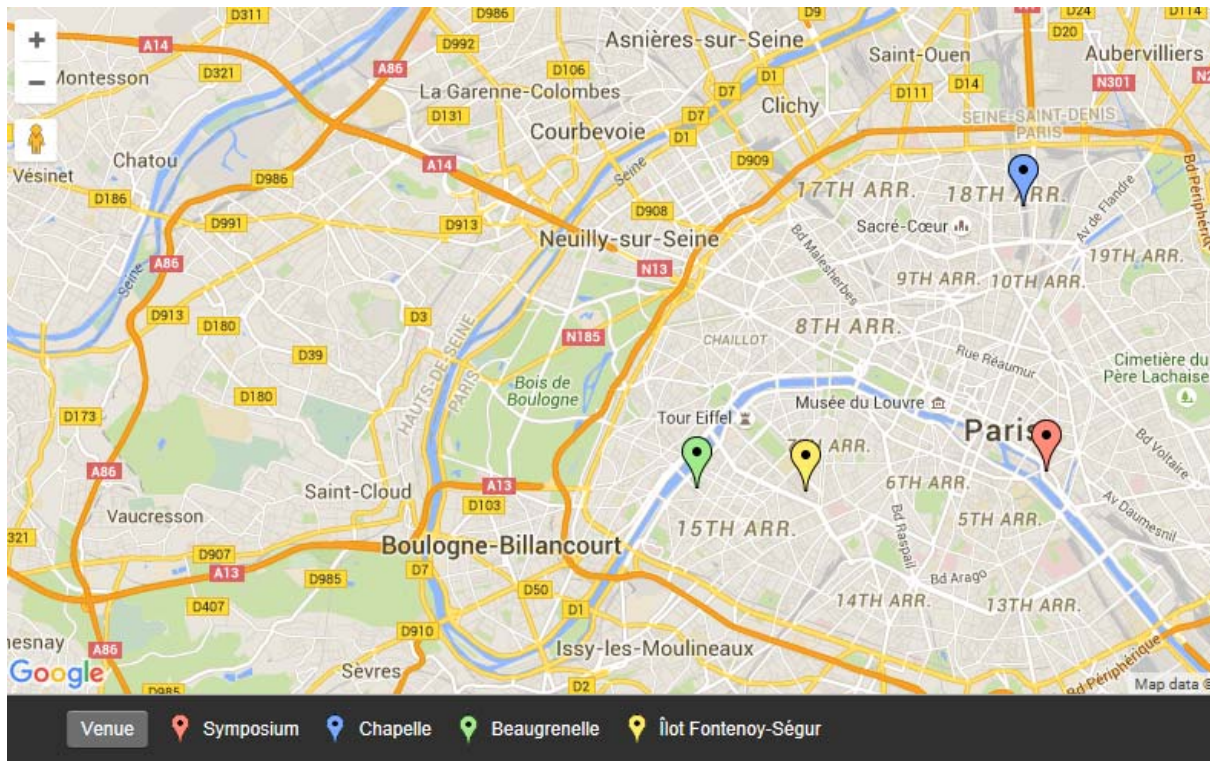 D311
D986
D9
D24
D114
D20
+
A14
D992
Asnières-sur-Seine
Saint-Ouen
Aubervilliers
−
Montesson
D321
A86
D106
D1
D14
N301
La Garenne-Colombes
D7
D111
D131
Clichy
D7
SEINE-SAINT-DENIS
PARIS
Courbevoie
D1
Chatou
A14
D909
Seine
Vésinet
D986
17TH ARR.
18TH ARR.
Bd Périphérique
D186
D991
D913
D908
Sacré-Cœur
Av de Flandre
Neuilly-sur-Seine
Bd Malesherbes
A86
N13
19TH ARR.
9TH ARR.
10TH ARR.
Seine
D913
D180
D3
8TH ARR.
N185
CHAILLOT
HAUTS-DE-SEINE
PARIS
D39
Rue Réaumur
Cimetière du
Père Lachaise
Bois de
Boulogne
D180
D173
Tour Eiffel
Musée du Louvre
Paris
7TH ARR.
Bd Voltaire
A86
A13
6TH ARR.
Saint-Cloud
D103
Vaucresson
15TH ARR.
Bd Raspail
5TH ARR.
Av Daumesnil
321
D907
Boulogne-Billancourt
A13
D985
D7
D50
Bd Arago
D407
D1
14TH ARR.
13TH ARR.
D910
esnay
A86
Issy-les-Moulineaux
Google
Sèvres
D985
D2
Bd Périphérique
Map data ©
Venue Symposium Chapelle Beaugrenelle Îlot Fontenoy-Ségur